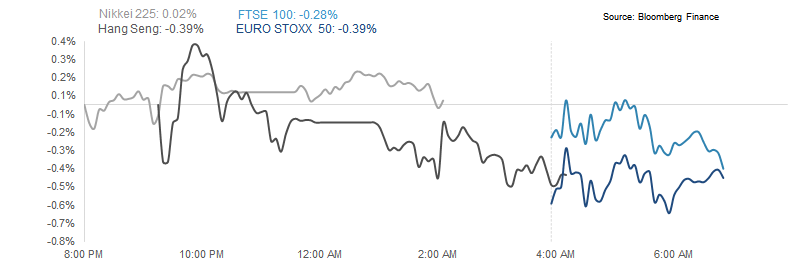 Nikkei 225: 0.02%
FTSE 100: -0.28%
Source: Bloomberg Finance
Hang Seng: -0.39%
EURO STOXX 50: -0.39%
0.4%
0.3%
0.2%
0.1%
-0.1%
-0.2%
-0.3%
-0.4%
-0.5%
-0.6%
-0.7%
-0.8%
8:00 PM
10:00 PM
12:00 AM
2:00 AM
4:00 AM
6:00 AM